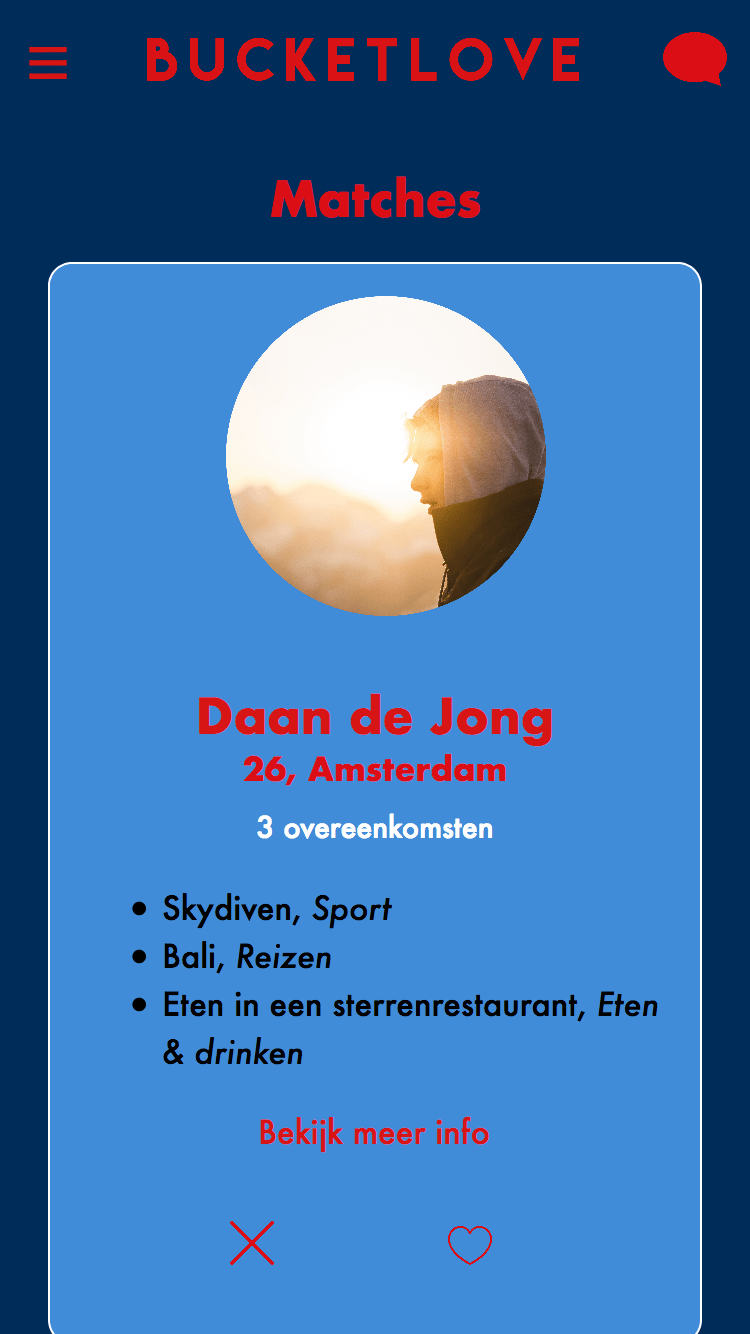 BUCKETLOVE
Matches
Daan de Jong
26, Amsterdam
3 overeenkomsten
• Skydiven, Sport
• Bali, Reizen
• Eten in een sterrenrestaurant, Eten
& drinken
Bekijk meer info